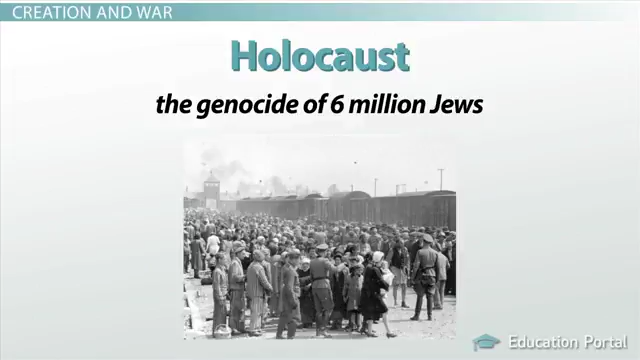 CREATION AND WAR
Holocaust
the genocide of 6 million Jews
Education Portal